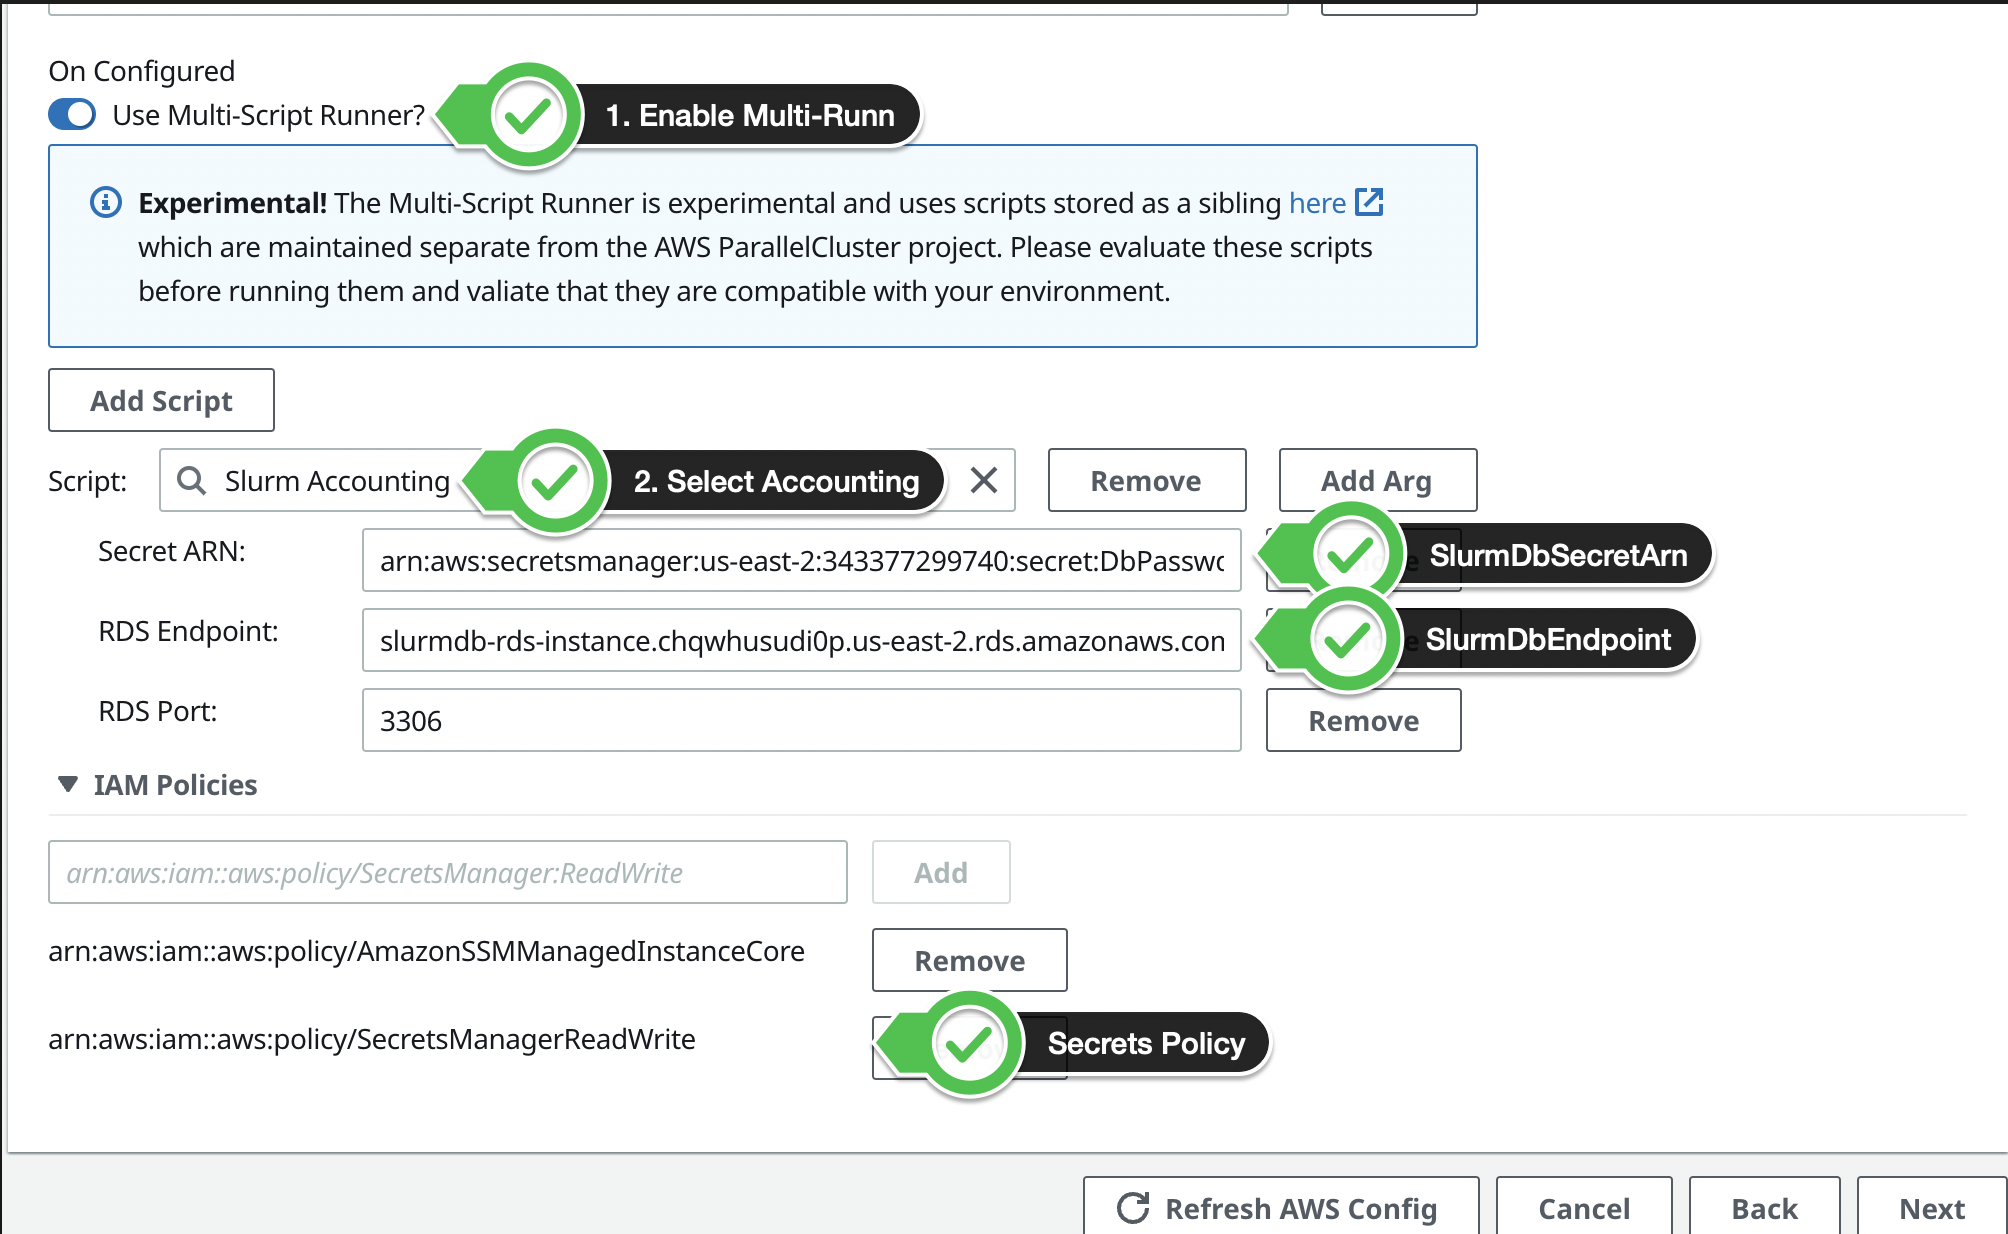 On Configured
Use Multi-Script Runner?
1. Enable Multi-Runn
Experimental! The Multi-Script Runner is experimental and uses scripts stored as a sibling here
which are maintained separate from the AWS ParallelCluster project. Please evaluate these scripts
before running them and valiate that they are compatible with your environment.
Add Script
Script:
Slurm Accounting
2. Select Accounting
Remove
Add Arg
Secret ARN:
arn:aws:secretsmanager:us-east-2:343377299740:secret:DbPasswo
SlurmDbSecretArn
RDS Endpoint:
slurmdb-rds-instance.chqwhusudi0p.us-east-2.rds.amazonaws.con
SlurmDbEndpoint
RDS Port:
3306
Remove
IAM Policies
arn:aws:iam::aws:policy/SecretsManager:ReadWrite
Add
arn:aws:iam::aws:policy/AmazonSSMManagedInstanceCore
Remove
arn:aws:iam::aws:policy/SecretsManagerReadWrite
Secrets Policy
Refresh AWS Config
Cancel
Back
Next